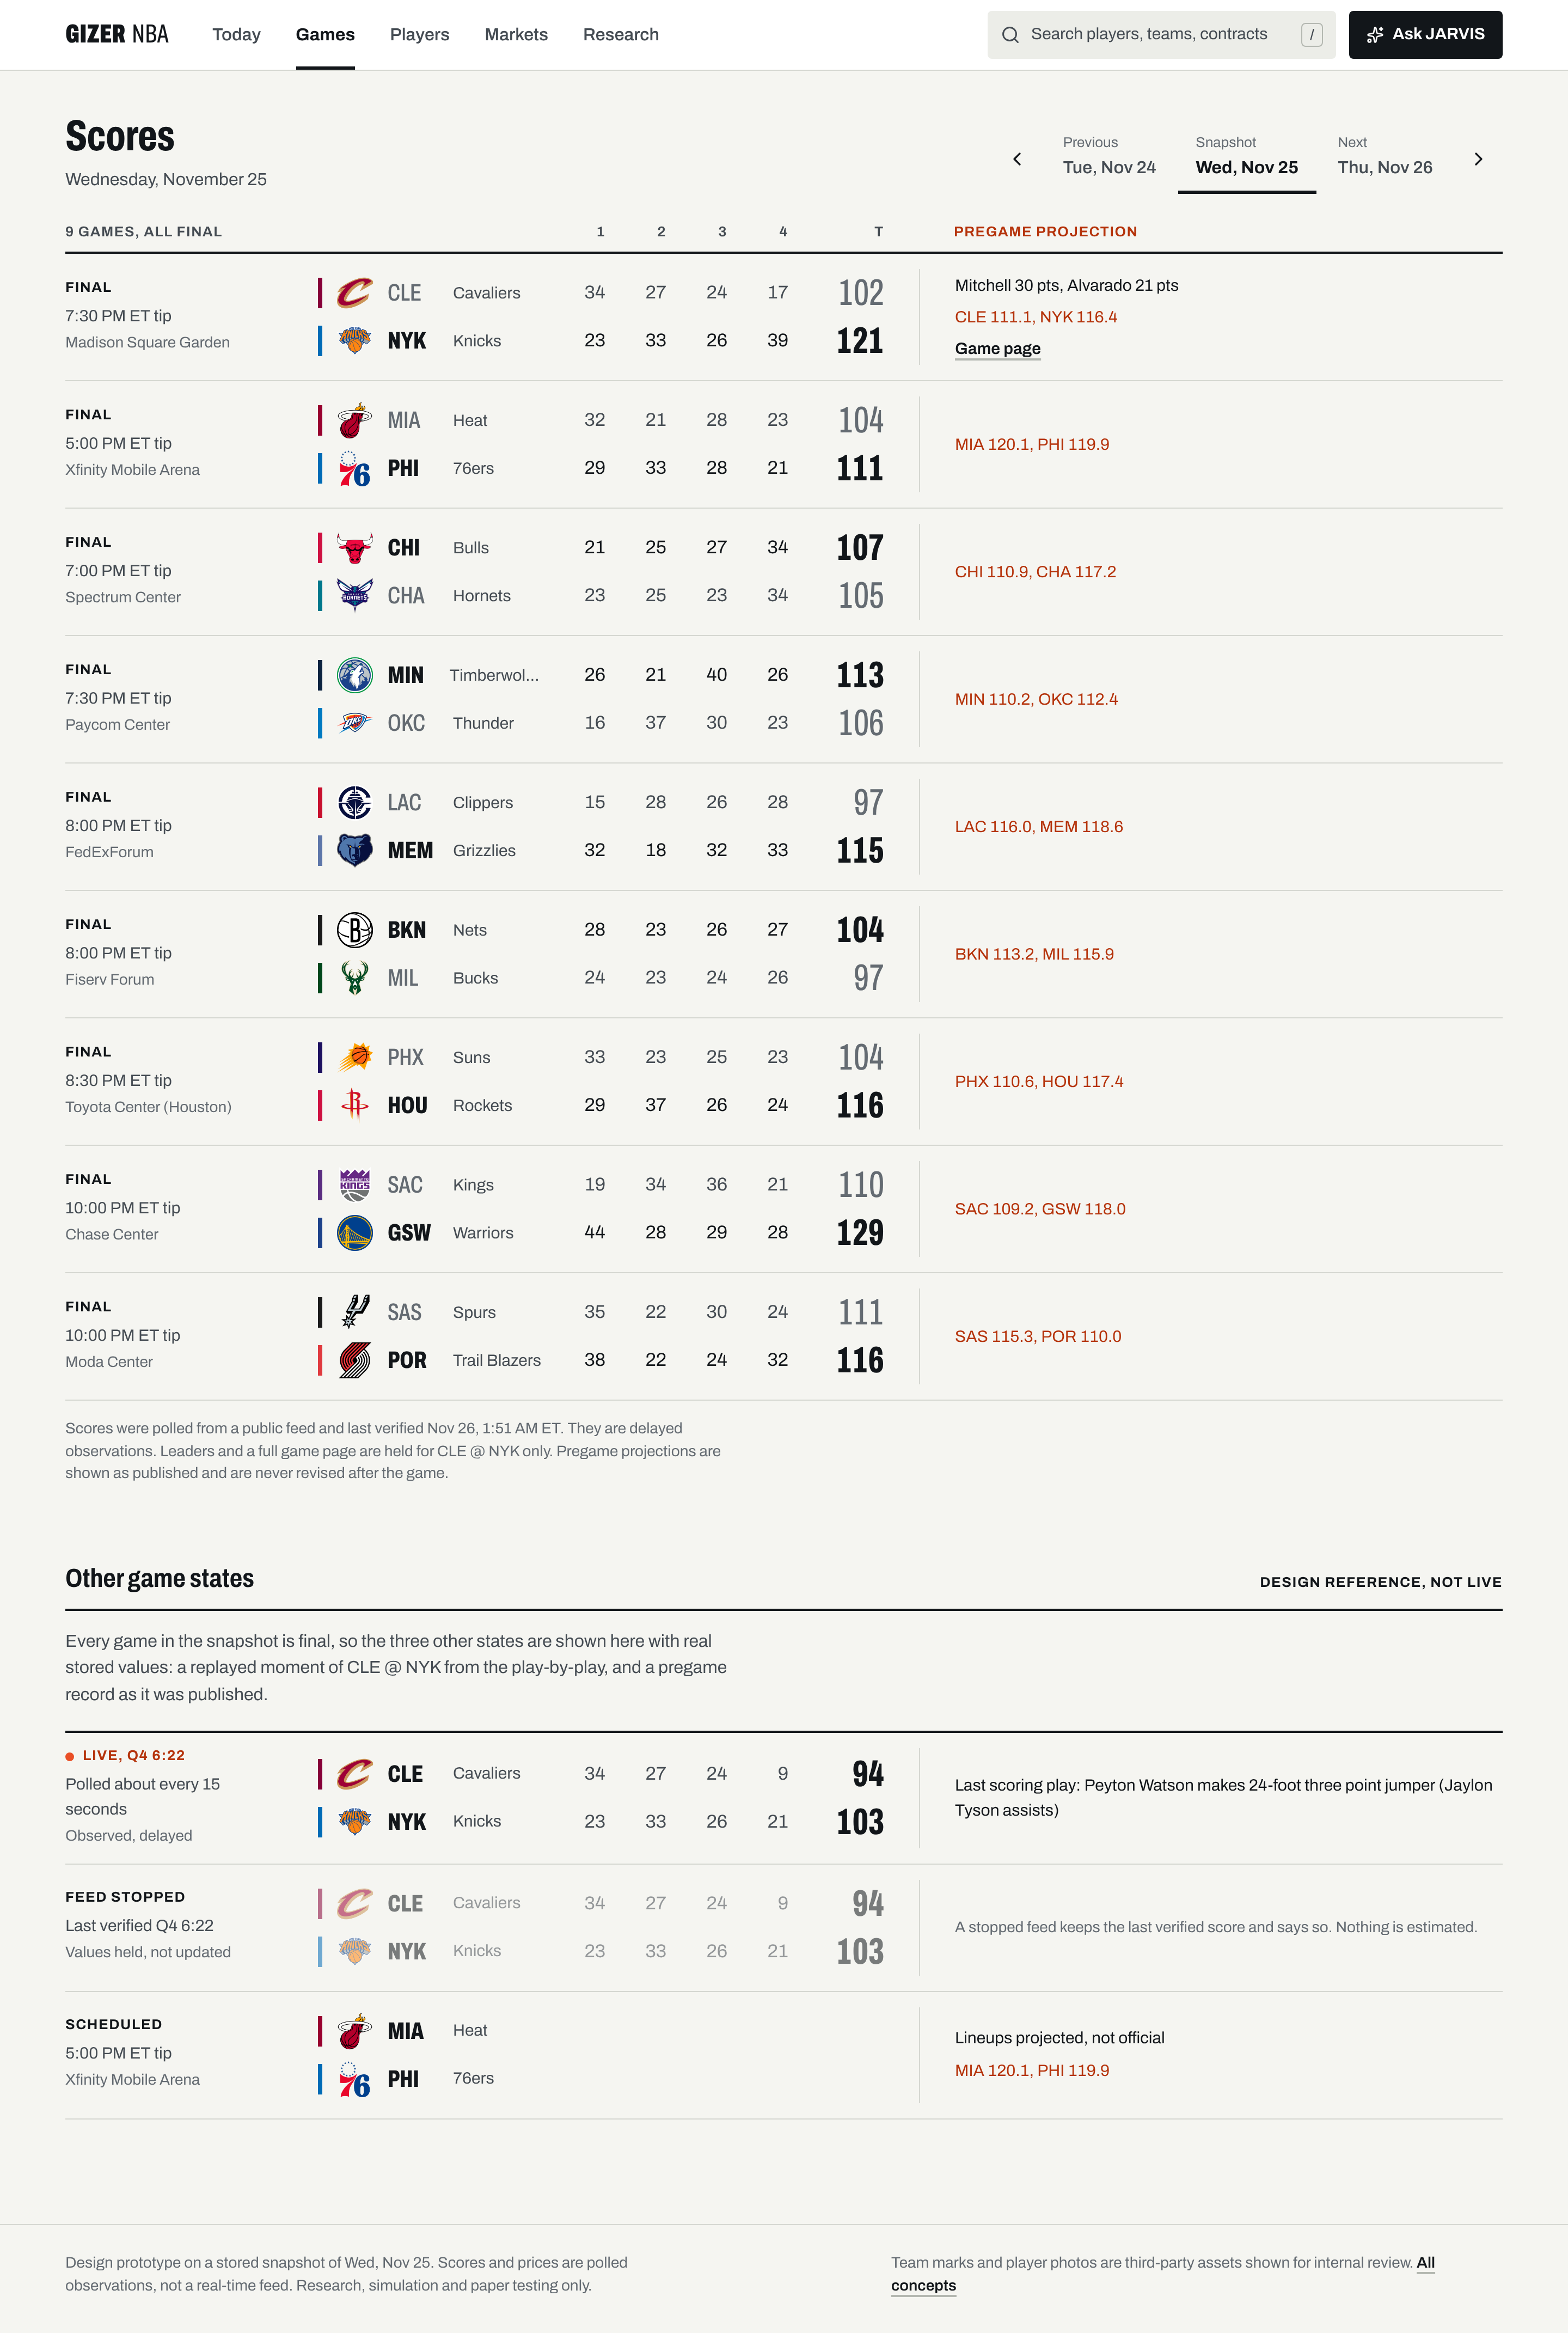 GIZER NBA Today Games Players Markets Research Search players, teams, contracts / Ask JARVIS
Scores
Wednesday, November 25
Previous Snapshot Next
Tue, Nov 24 Wed, Nov 25 Thu, Nov 26
9 GAMES, ALL FINAL 1 2 3 4 T PREGAME PROJECTION
FINAL
7:30 PM ET tip
Madison Square Garden
CLE Cavaliers 34 27 24 17 102
NYK Knicks 23 33 26 39 121
Mitchell 30 pts, Alvarado 21 pts
CLE 111.1, NYK 116.4
Game page
FINAL
5:00 PM ET tip
Xfinity Mobile Arena
MIA Heat 32 21 28 23 104
76 PHI 76ers 29 33 28 21 111
MIA 120.1, PHI 119.9
FINAL
7:00 PM ET tip
Spectrum Center
CHI Bulls 21 25 27 34 107
HORNETS CHA Hornets 23 25 23 34 105
CHI 110.9, CHA 117.2
FINAL
7:30 PM ET tip
Paycom Center
MIN Timberwol... 26 21 40 26 113
OKC OKC Thunder 16 37 30 23 106
MIN 110.2, OKC 112.4
FINAL
8:00 PM ET tip
FedExForum
LAC Clippers 15 28 26 28 97
MEM Grizzlies 32 18 32 33 115
LAC 116.0, MEM 118.6
FINAL
8:00 PM ET tip
Fiserv Forum
B BKN Nets 28 23 26 27 104
MIL Bucks 24 23 24 26 97
BKN 113.2, MIL 115.9
FINAL
8:30 PM ET tip
Toyota Center (Houston)
PHX Suns 33 23 25 23 104
R HOU Rockets 29 37 26 24 116
PHX 110.6, HOU 117.4
FINAL
10:00 PM ET tip
Chase Center
KINGS SAC Kings 19 34 36 21 110
GSW Warriors 44 28 29 28 129
SAC 109.2, GSW 118.0
FINAL
10:00 PM ET tip
Moda Center
SAS Spurs 35 22 30 24 111
POR Trail Blazers 38 22 24 32 116
SAS 115.3, POR 110.0
Scores were polled from a public feed and last verified Nov 26, 1:51 AM ET. They are delayed
observations. Leaders and a full game page are held for CLE @ NYK only. Pregame projections are
shown as published and are never revised after the game.
Other game states DESIGN REFERENCE, NOT LIVE
Every game in the snapshot is final, so the three other states are shown here with real
stored values: a replayed moment of CLE @ NYK from the play-by-play, and a pregame
record as it was published.
LIVE, Q4 6:22
Polled about every 15
seconds
Observed, delayed
CLE Cavaliers 34 27 24 9 94
NYK Knicks 23 33 26 21 103
Last scoring play: Peyton Watson makes 24-foot three point jumper (Jaylon
Tyson assists)
FEED STOPPED
Last verified Q4 6:22
Values held, not updated
CLE Cavaliers 34 27 24 9 94
NYK Knicks 23 33 26 21 103
A stopped feed keeps the last verified score and says so. Nothing is estimated.
SCHEDULED
5:00 PM ET tip
Xfinity Mobile Arena
MIA Heat
76 PHI 76ers
Lineups projected, not official
MIA 120.1, PHI 119.9
Design prototype on a stored snapshot of Wed, Nov 25. Scores and prices are polled
observations, not a real-time feed. Research, simulation and paper testing only.
Team marks and player photos are third-party assets shown for internal review. All
concepts